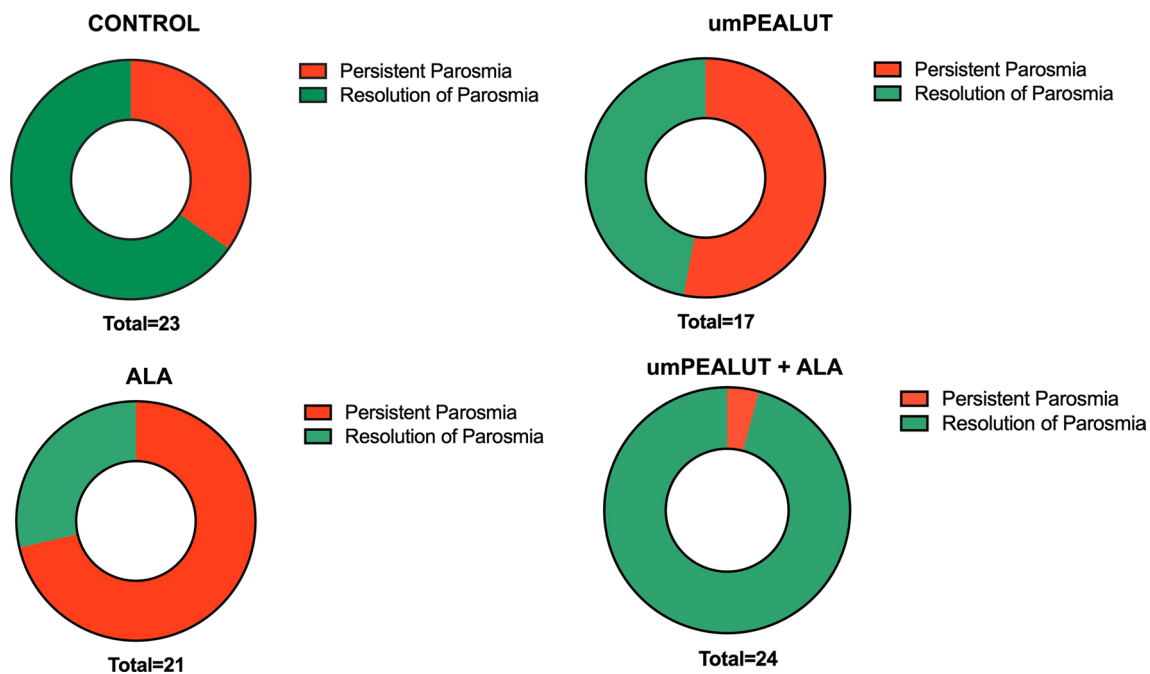 CONTROL
Persistent Parosmia
Resolution of Parosmia
Total=23
umPEALUT
Persistent Parosmia
Resolution of Parosmia
Total=17
ALA
Persistent Parosmia
Resolution of Parosmia
Total=21
umPEALUT + ALA
Persistent Parosmia
Resolution of Parosmia
Total=24